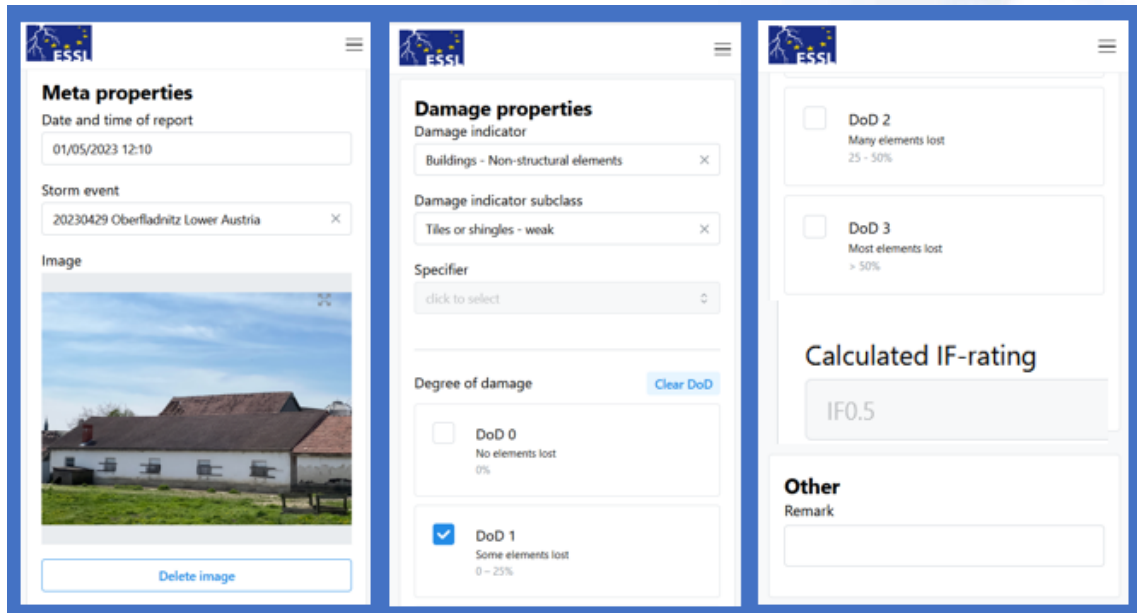 ESSL
Meta properties
Date and time of report
01/05/2023 12:10
Storm event
20230429 Oberfladnitz Lower Austria
Image
Delete image
ESSL
Damage properties
Damage indicator
Buildings - Non-structural elements
Damage indicator subclass
Tiles or shingles - weak
Specifier
click to select
Degree of damage
Clear DoD
DoD 0
No elements lost
0%
DoD 1
Some elements lost
0 – 25%
ESSL
DoD 2
Many elements lost
25 - 50%
DoD 3
Most elements lost
> 50%
Calculated IF-rating
IF0.5
Other
Remark